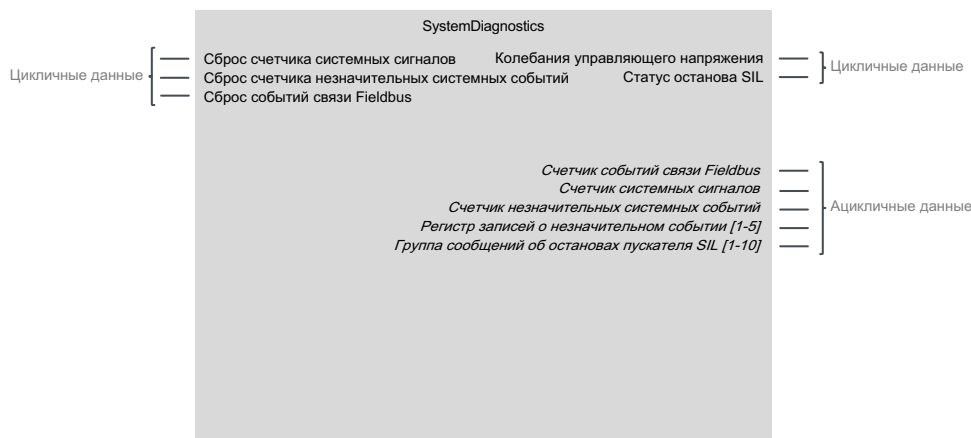 SystemDiagnostics
Цикличные данные
Сброс счетчика системных сигналов
Сброс счетчика незначительных системных событий
Сброс событий связи Fieldbus
Колебания управляющего напряжения
Статус останова SIL
Цикличные данные
Счетчик событий связи Fieldbus
Счетчик системных сигналов
Счетчик незначительных системных событий
Регистр записей о незначительном событии [1-5]
Группа сообщений об остановах пускателя SIL [1-10]
Ацикличные данные